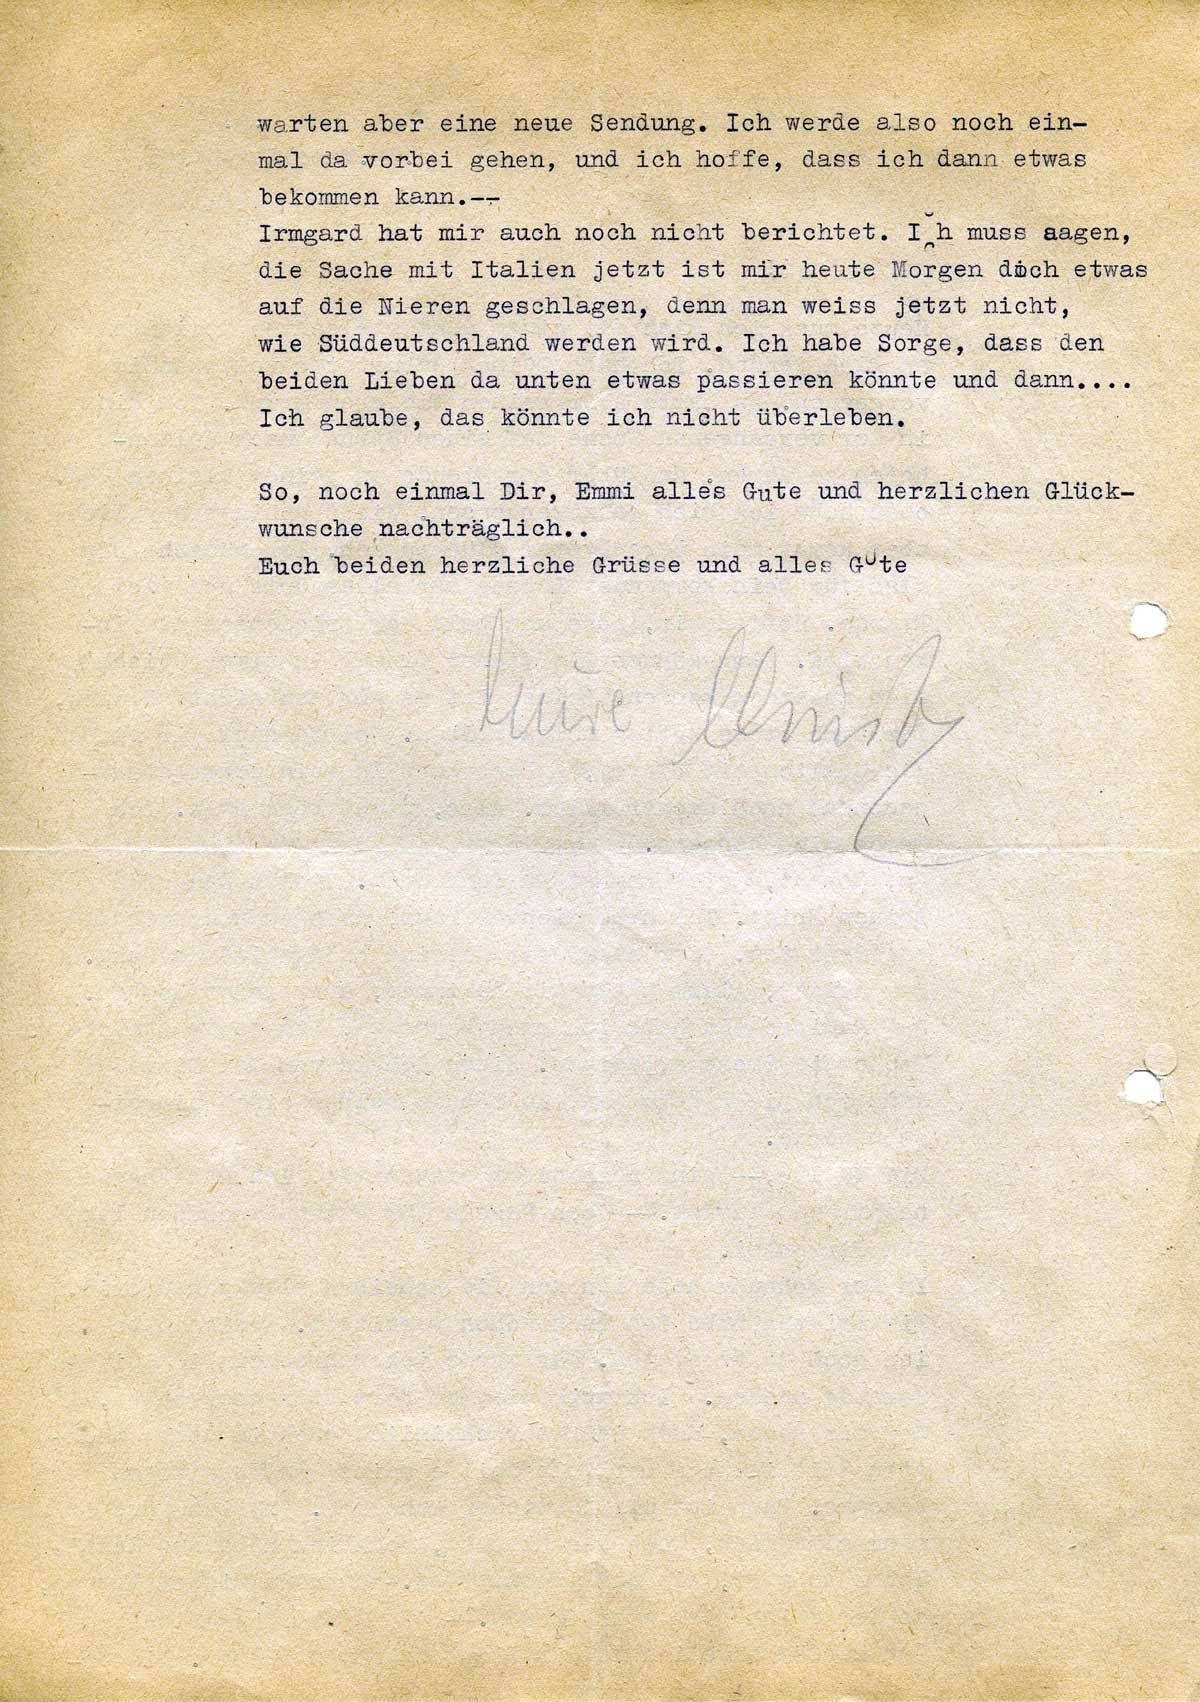 warten aber eine neue Sendung. Ich werde also noch ein-
mal da vorbei gehen, und ich hoffe, dass ich dann etwas
bekommen kann.--
Irmgard hat mir auch noch nicht berichtet. Ich muss aagen,
die Sache mit Italien jetzt ist mir heute Morgen doch etwas
auf die Nieren geschlagen, denn man weiss jetzt nicht,
wie Süddeutschland werden wird. Ich habe Sorge, dass den
beiden Lieben da unten etwas passieren könnte und dann....
Ich glaube, das könnte ich nicht überleben.
So, noch einmal Dir, Emmi alles Gute und herzlichen Glück-
wunsche nachträglich..
Euch beiden herzliche Grüsse und alles Gute